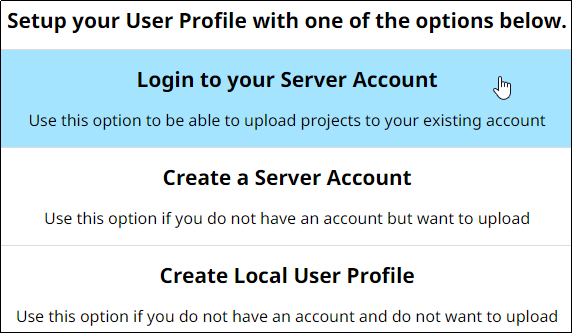 Setup your User Profile with one of the options below.
Login to your Server Account
Use this option to be able to upload projects to your existing account
Create a Server Account
Use this option if you do not have an account but want to upload
Create Local User Profile
Use this option if you do not have an account and do not want to upload